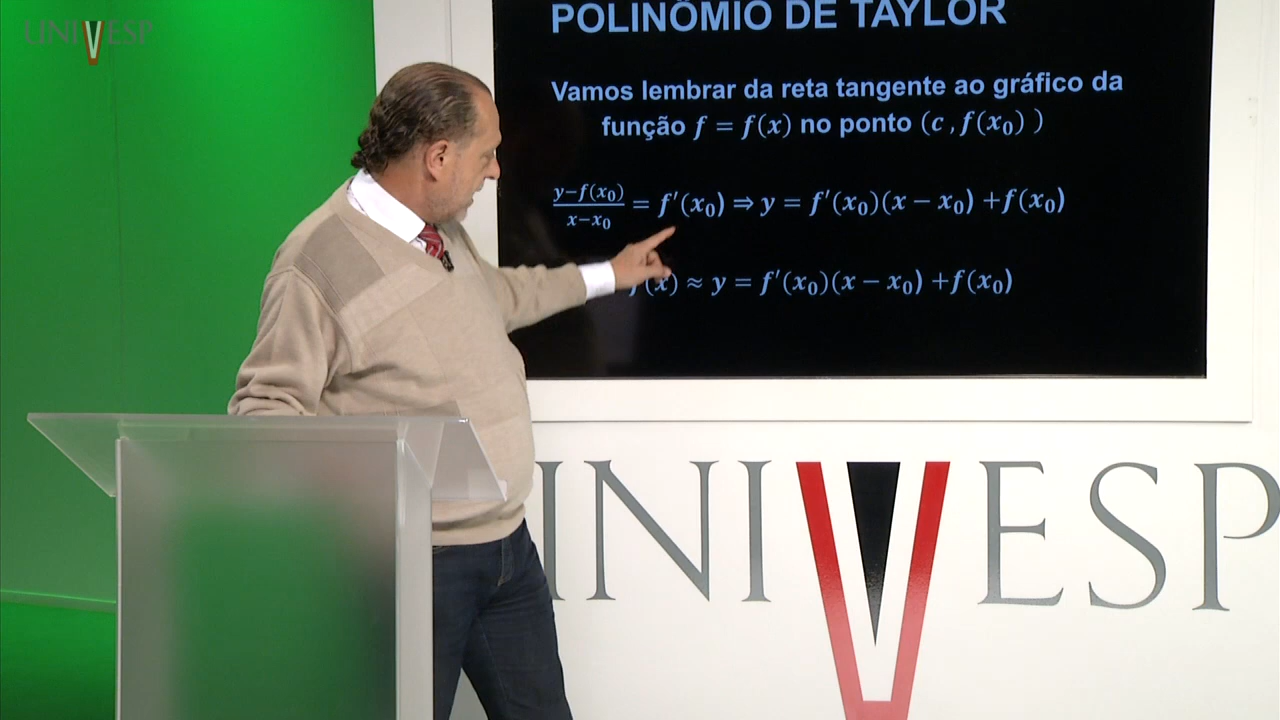 UNIVESP
POLINÔMIO DE TAYLOR
Vamos lembrar da reta tangente ao gráfico da
função f = f(x) no ponto (c , f(x₀) )
y−f(x₀)/x−x₀ = f′(x₀) ⇒ y = f′(x₀)(x − x₀) +f(x₀)
f(x) ≈ y = f′(x₀)(x − x₀) +f(x₀)
UNIVESP